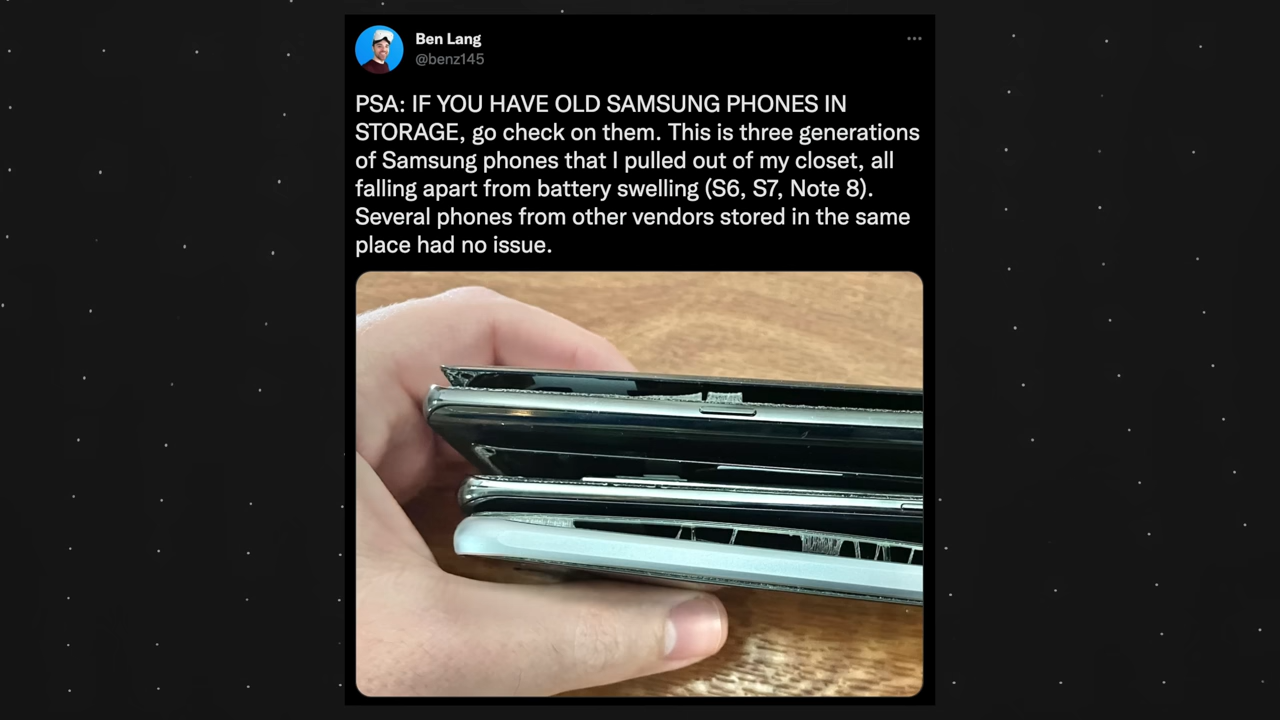 Ben Lang
@benz145
PSA: IF YOU HAVE OLD SAMSUNG PHONES IN
STORAGE, go check on them. This is three generations
of Samsung phones that I pulled out of my closet, all
falling apart from battery swelling (S6, S7, Note 8).
Several phones from other vendors stored in the same
place had no issue.